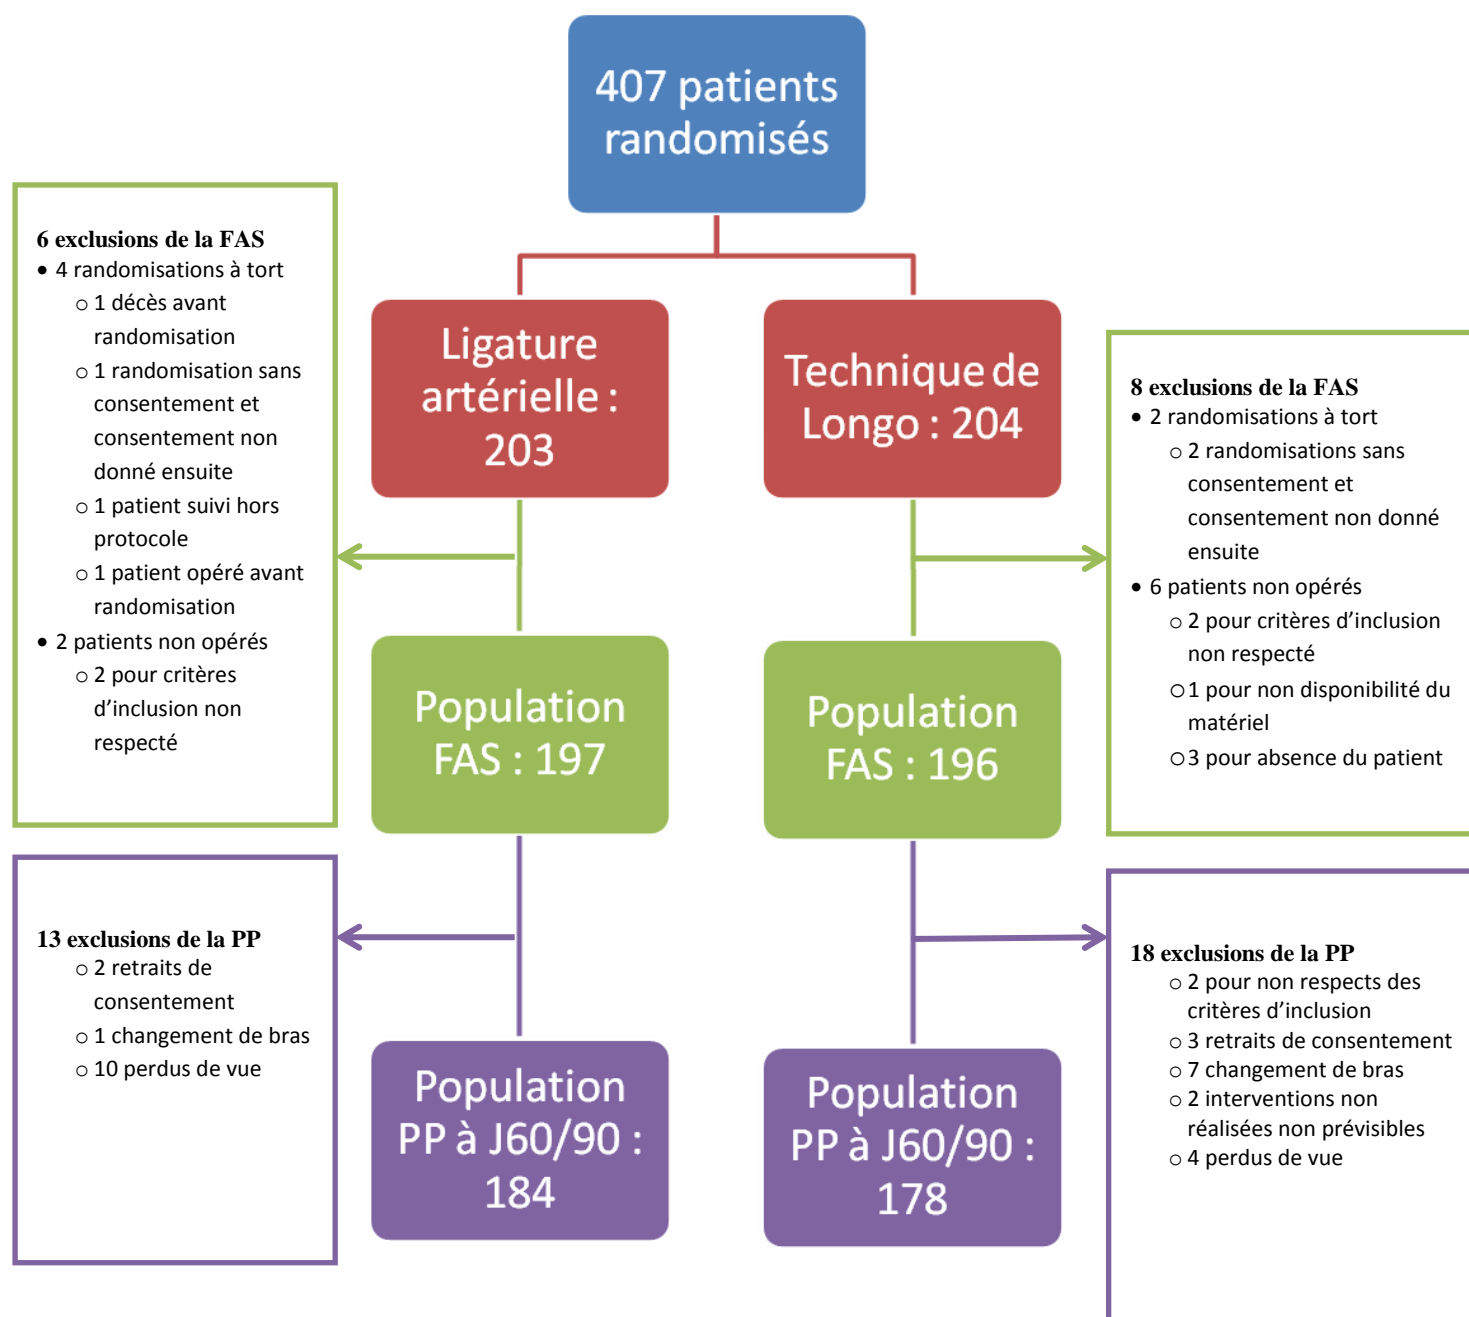 407 patients
randomisés
6 exclusions de la FAS
• 4 randomisations à tort
o 1 décès avant
randomisation
o 1 randomisation sans
consentement et
consentement non
donné ensuite
o 1 patient suivi hors
protocole
o 1 patient opéré avant
randomisation
• 2 patients non opérés
o 2 pour critères
d'inclusion non
respecté
Ligature
artérielle :
203
Technique de
Longo : 204
8 exclusions de la FAS
• 2 randomisations à tort
o 2 randomisations sans
consentement et
consentement non donné
ensuite
• 6 patients non opérés
o 2 pour critères d'inclusion
non respecté
o 1 pour non disponibilité du
matériel
o 3 pour absence du patient
Population
FAS : 197
Population
FAS : 196
13 exclusions de la PP
o 2 retraits de
consentement
o 1 changement de bras
o 10 perdus de vue
Population
PP à J60/90 :
184
Population
PP à J60/90 :
178
18 exclusions de la PP
o 2 pour non respects des
critères d'inclusion
o 3 retraits de consentement
o 7 changement de bras
o 2 interventions non
réalisées non prévisibles
o 4 perdus de vue